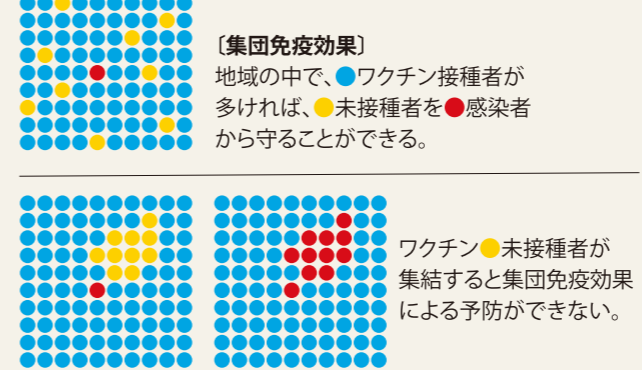 〔集団免疫効果〕
地域の中で、●ワクチン接種者が
多ければ、●未接種者を●感染者
から守ることができる。
ワクチン●未接種者が
集結すると集団免疫効果
による予防ができない。